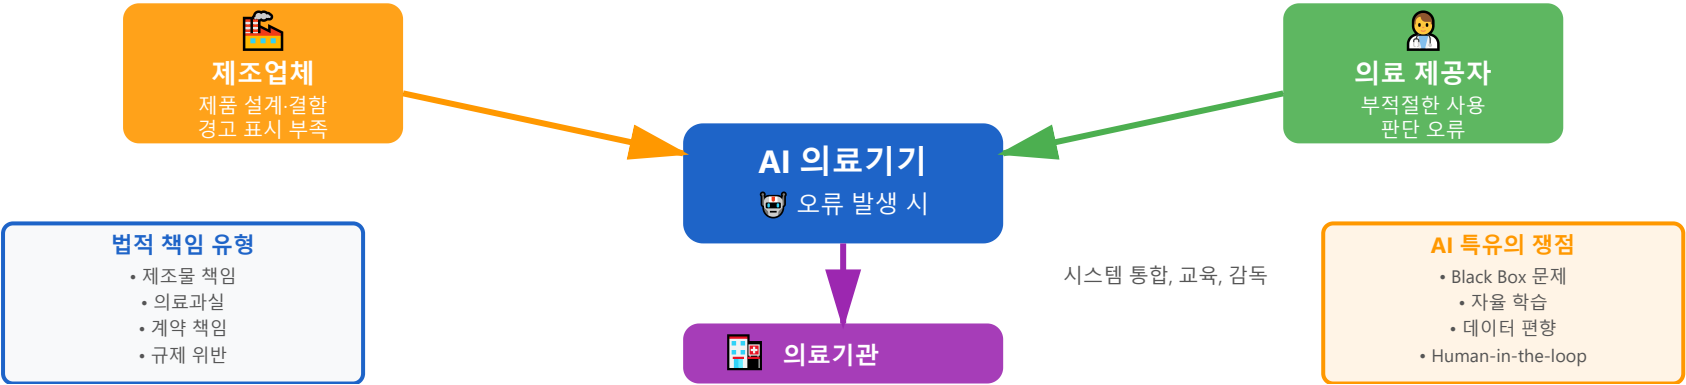 제조업체
제품 설계·결함
경고 표시 부족
의료 제공자
부적절한 사용
판단 오류
AI 의료기기
오류 발생 시
법적 책임 유형
• 제조물 책임
• 의료과실
• 계약 책임
• 규제 위반
시스템 통합, 교육, 감독
의료기관
AI 특유의 쟁점
• Black Box 문제
• 자율 학습
• 데이터 편향
• Human-in-the-loop